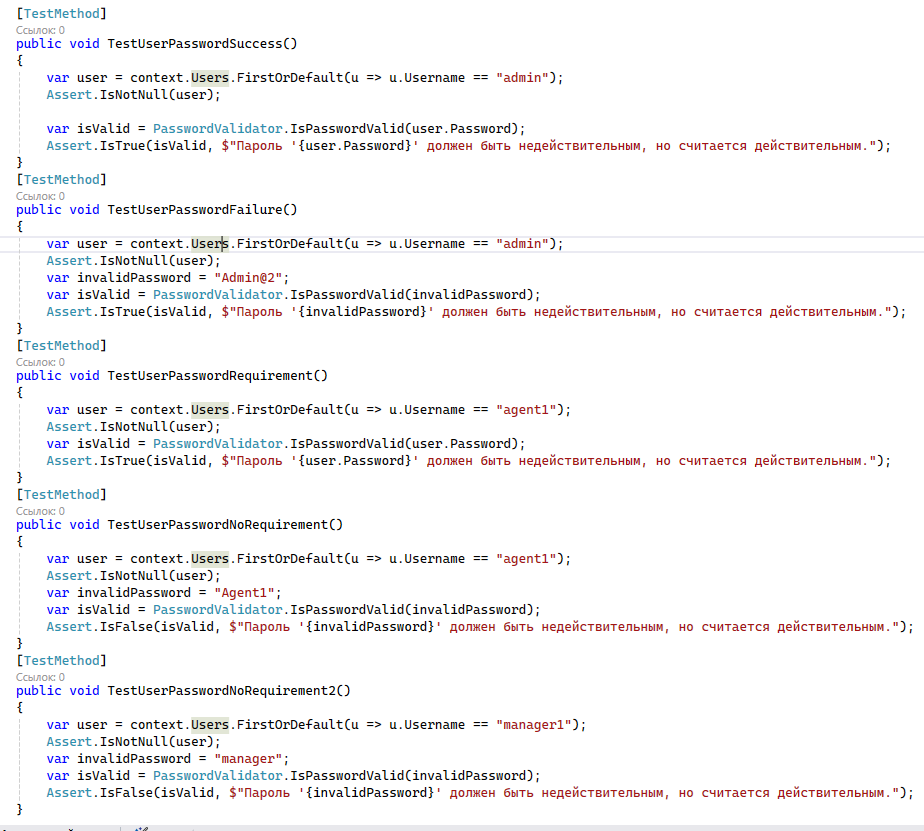 [TestMethod]
Ссылок: 0
public void TestUserPasswordSuccess()
{
var user = context.Users.FirstOrDefault(u => u.Username == "admin");
Assert.IsNotNull(user);
var isValid = PasswordValidator.IsPasswordValid(user.Password);
Assert.IsTrue(isValid, $"Пароль '{user.Password}' должен быть недействительным, но считается действительным.");
}
[TestMethod]
Ссылок: 0
public void TestUserPasswordFailure()
{
var user = context.Users.FirstOrDefault(u => u.Username == "admin");
Assert.IsNotNull(user);
var invalidPassword = "Admin@2";
var isValid = PasswordValidator.IsPasswordValid(invalidPassword);
Assert.IsTrue(isValid, $"Пароль '{invalidPassword}' должен быть недействительным, но считается действительным.");
}
[TestMethod]
Ссылок: 0
public void TestUserPasswordRequirement()
{
var user = context.Users.FirstOrDefault(u => u.Username == "agent1");
Assert.IsNotNull(user);
var isValid = PasswordValidator.IsPasswordValid(user.Password);
Assert.IsTrue(isValid, $"Пароль '{user.Password}' должен быть недействительным, но считается действительным.");
}
[TestMethod]
Ссылок: 0
public void TestUserPasswordNoRequirement()
{
var user = context.Users.FirstOrDefault(u => u.Username == "agent1");
Assert.IsNotNull(user);
var invalidPassword = "Agent1";
var isValid = PasswordValidator.IsPasswordValid(invalidPassword);
Assert.IsFalse(isValid, $"Пароль '{invalidPassword}' должен быть недействительным, но считается действительным.");
}
[TestMethod]
Ссылок: 0
public void TestUserPasswordNoRequirement2()
{
var user = context.Users.FirstOrDefault(u => u.Username == "manager1");
Assert.IsNotNull(user);
var invalidPassword = "manager";
var isValid = PasswordValidator.IsPasswordValid(invalidPassword);
Assert.IsFalse(isValid, $"Пароль '{invalidPassword}' должен быть недействительным, но считается действительным.");
}